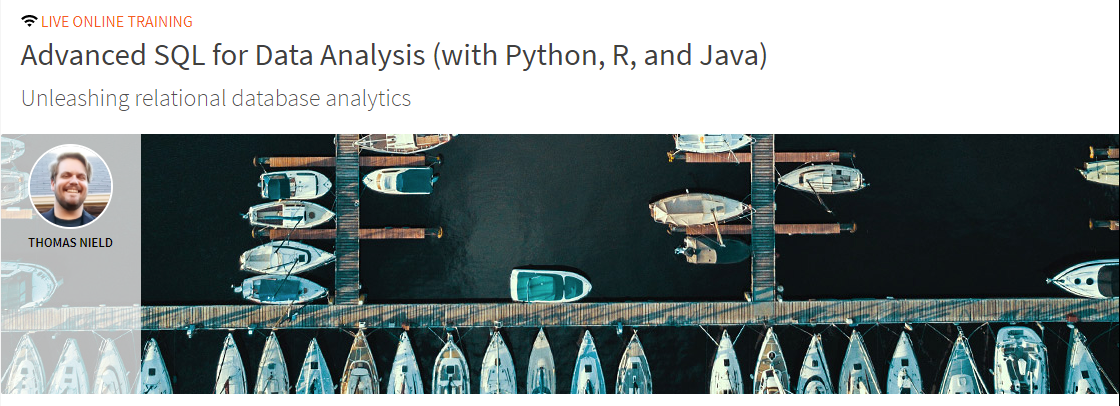 LIVE ONLINE TRAINING
Advanced SQL for Data Analysis (with Python, R, and Java)
Unleashing relational database analytics
THOMAS NIELD